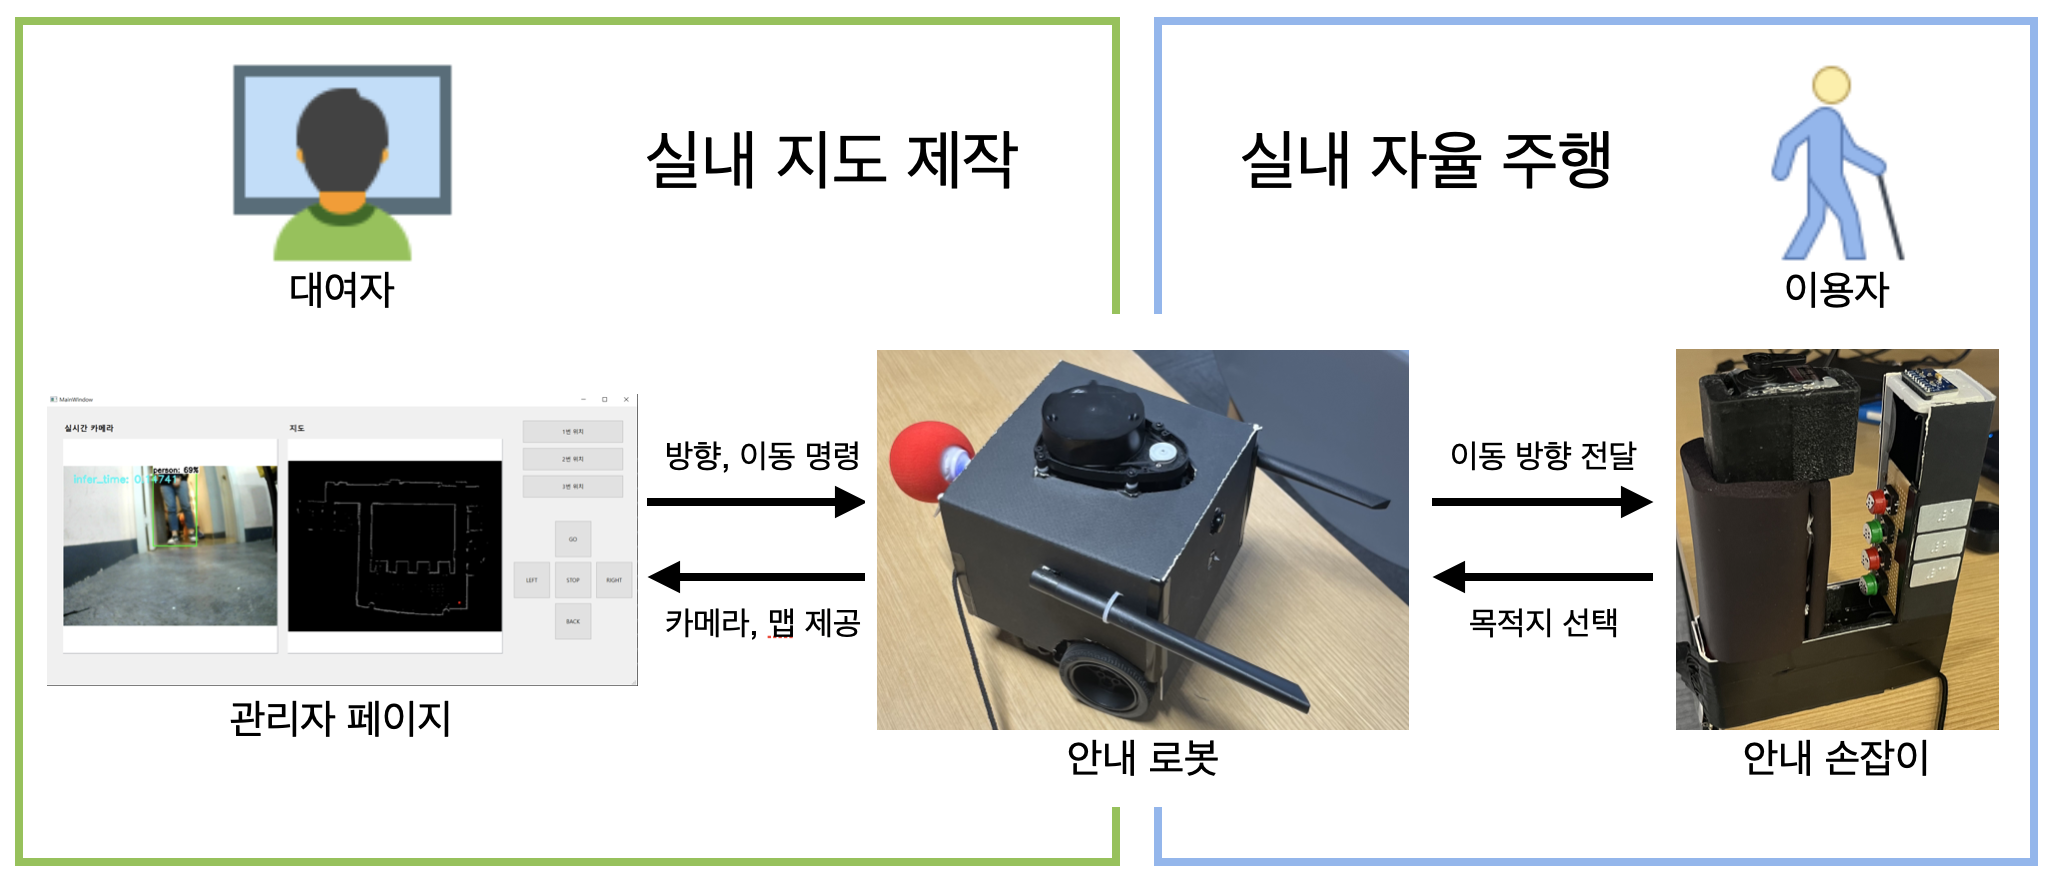 실내 지도 제작
실내 자율 주행
대여자
이용자
MainWindow
실시간 카메라
지도
person: 69%
1번 위치
2번 위치
3번 위치
GO
LEFT
STOP
RIGHT
BACK
방향, 이동 명령
카메라, 맵 제공
이동 방향 전달
목적지 선택
관리자 페이지
안내 로봇
안내 손잡이